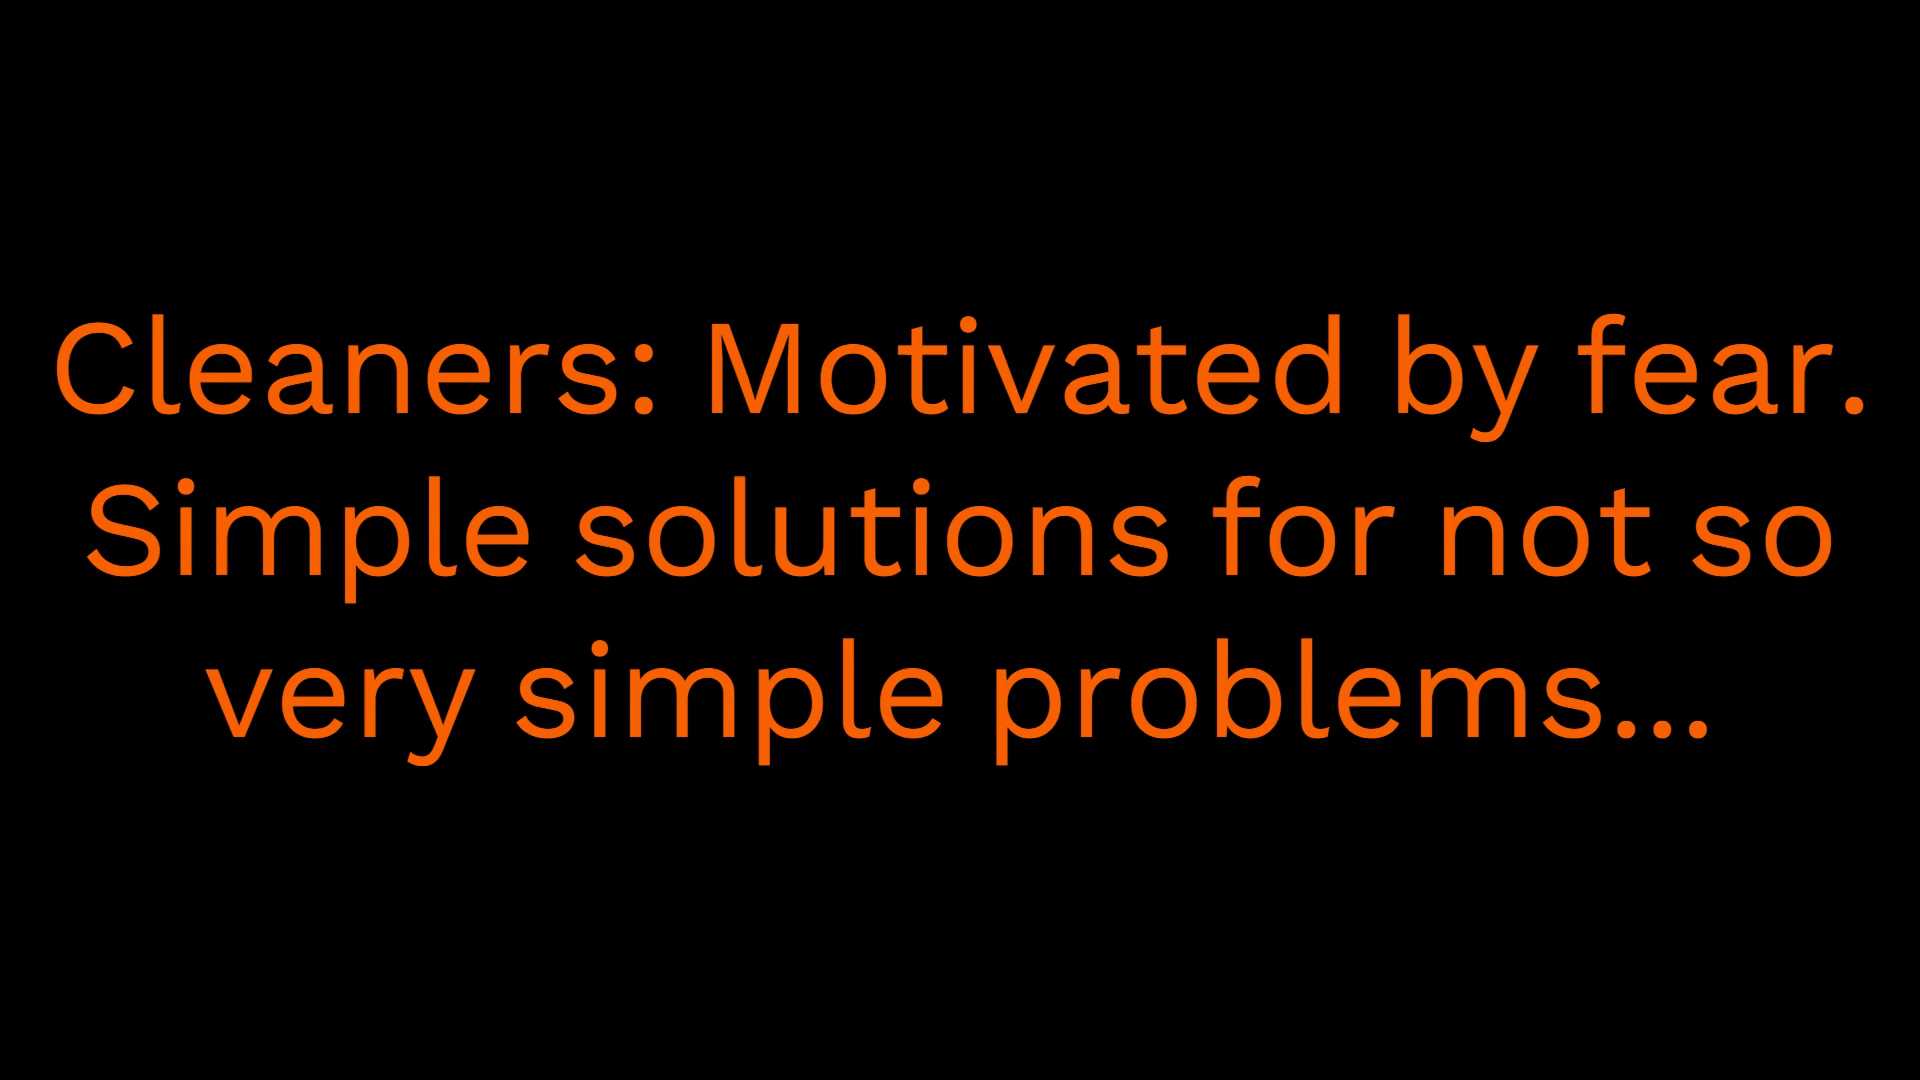 Cleaners: Motivated by fear.
Simple solutions for not so
very simple problems...